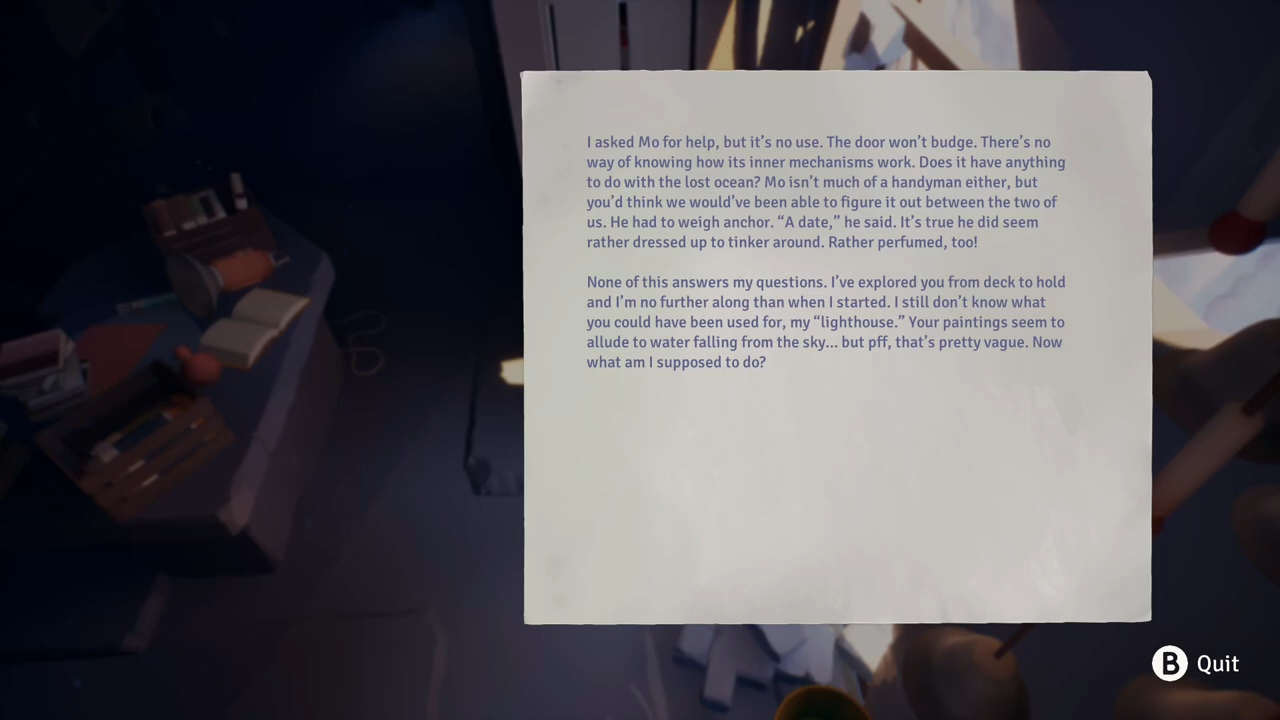 I asked Mo for help, but it’s no use. The door won’t budge. There’s no
way of knowing how its inner mechanisms work. Does it have anything
to do with the lost ocean? Mo isn’t much of a handyman either, but
you’d think we would’ve been able to figure it out between the two of
us. He had to weigh anchor. “A date,” he said. It’s true he did seem
rather dressed up to tinker around. Rather perfumed, too!
None of this answers my questions. I’ve explored you from deck to hold
and I’m no further along than when I started. I still don’t know what
you could have been used for, my “lighthouse.” Your paintings seem to
allude to water falling from the sky... but pff, that’s pretty vague. Now
what am I supposed to do?
B Quit